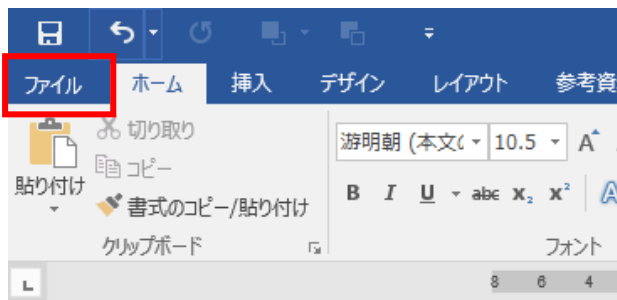 ファイル ホーム 挿入 デザイン レイアウト 参考資
切り取り
コピー
貼り付け
書式のコピー/貼り付け
クリップボード
游明朝 (本文( 10.5 A
B I U abc X₂ X² A
フォント
L 8 6 4